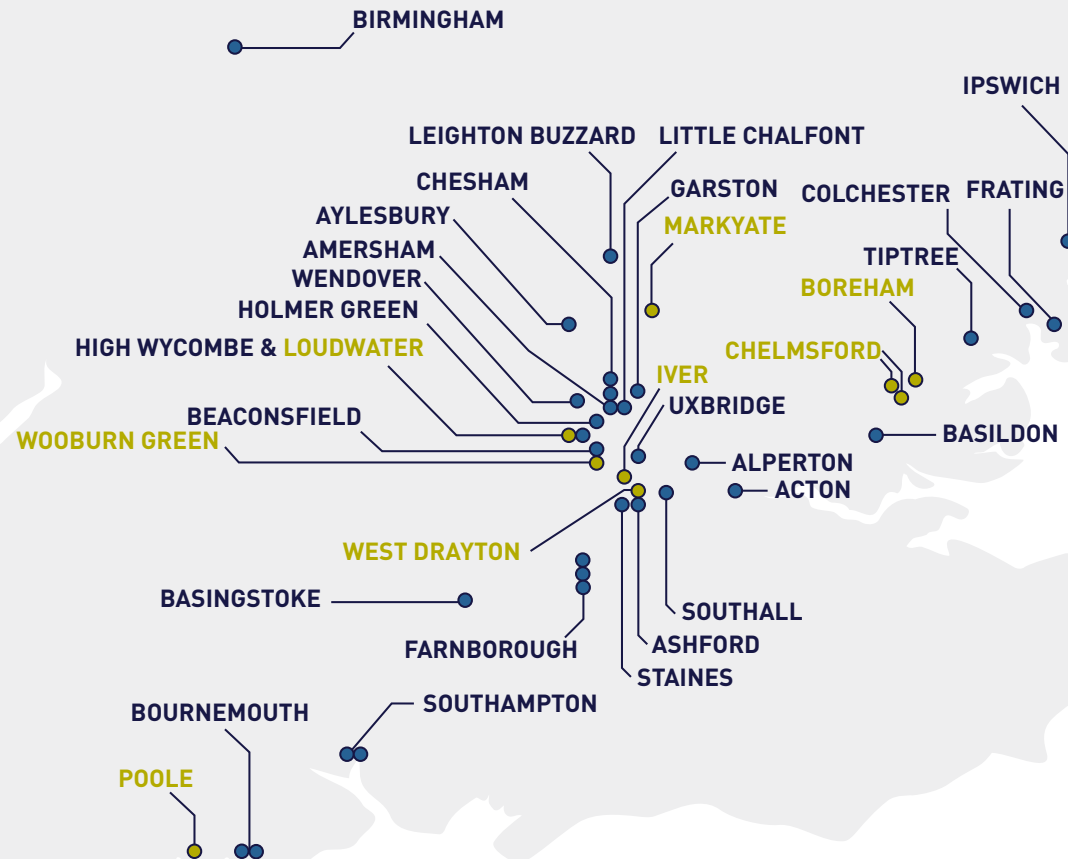 BIRMINGHAM
IPSWICH
LEIGHTON BUZZARD
LITTLE CHALFONT
CHESHAM
GARSTON
COLCHESTER
FRATING
AYLESBURY
MARKYATE
AMERSHAM
TIPTREE
WENDOVER
BOREHAM
HOLMER GREEN
HIGH WYCOMBE & LOUDWATER
CHELMSFORD
IVER
UXBRIDGE
BEACONSFIELD
WOOBURN GREEN
BASILDON
ALPERTON
ACTON
WEST DRAYTON
BASINGSTOKE
SOUTHALL
FARNBOROUGH
ASHFORD
STAINES
SOUTHAMPTON
BOURNEMOUTH
POOLE